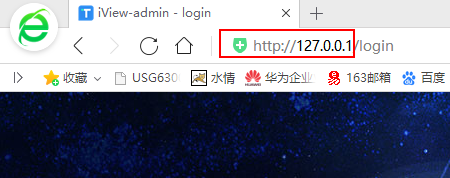 iView-admin - login
http://127.0.0.1/login
收藏 USG630 水情 HUAWEI 华为企业 163邮箱 百度